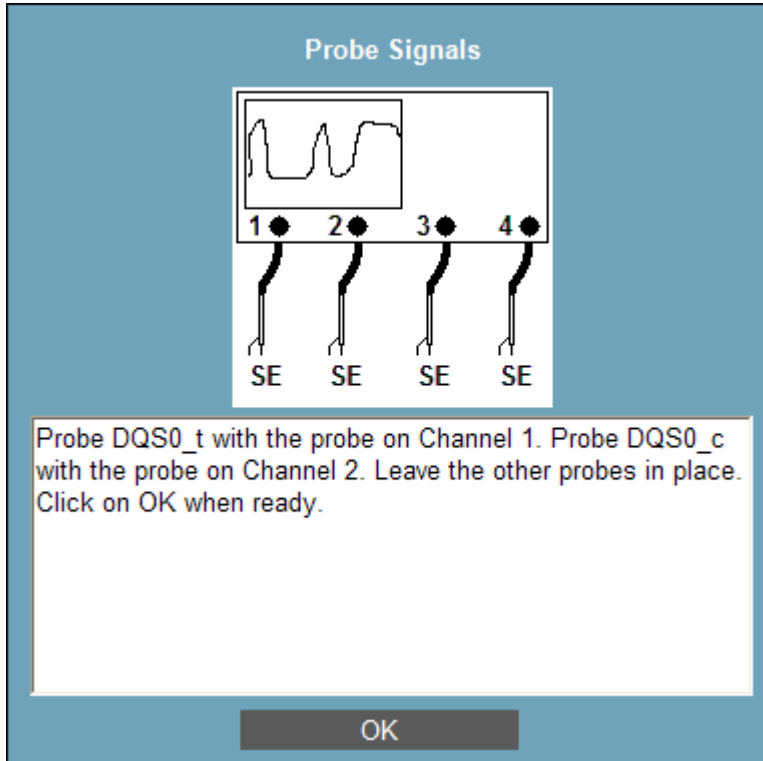 Probe Signals
1 2 3 4
SE SE SE SE
Probe DQS0_t with the probe on Channel 1. Probe DQS0_c
with the probe on Channel 2. Leave the other probes in place.
Click on OK when ready.
OK